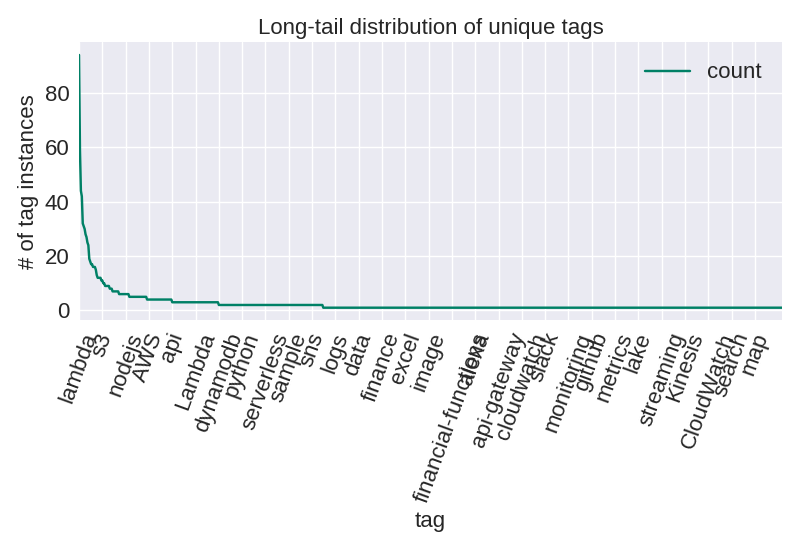 Long-tail distribution of unique tags
count
# of tag instances
80
60
40
20
0
lambda
s3
nodejs
AWS
api
Lambda
dynamodb
python
serverless
sample
sns
logs
data
finance
excel
image
financial-functions
alexa
api-gateway
cloudwatch
slack
monitoring
github
metrics
lake
streaming
Kinesis
CloudWatch
search
map
tag